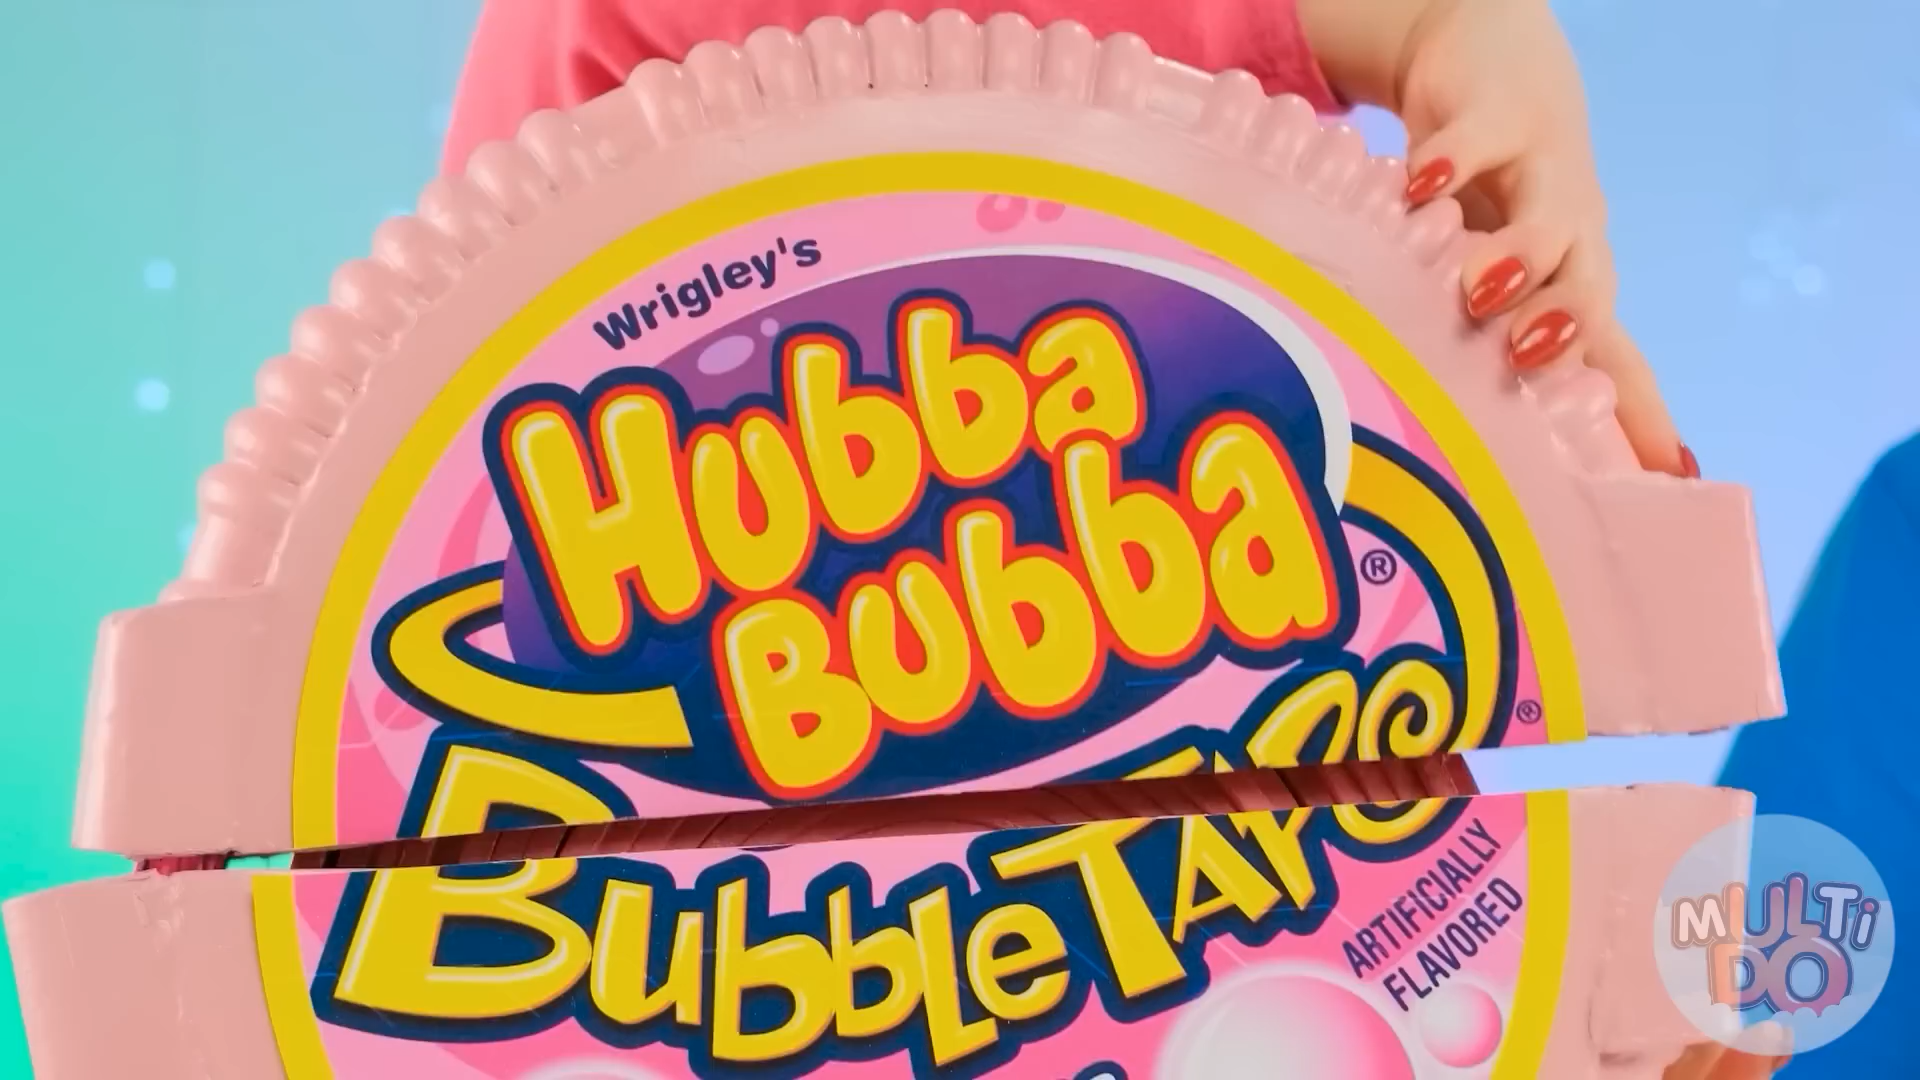 Wrigley's
Hubba
Bubba
®
BubbleTape
®
ARTIFICIALLY
FLAVORED
MULTi
DO